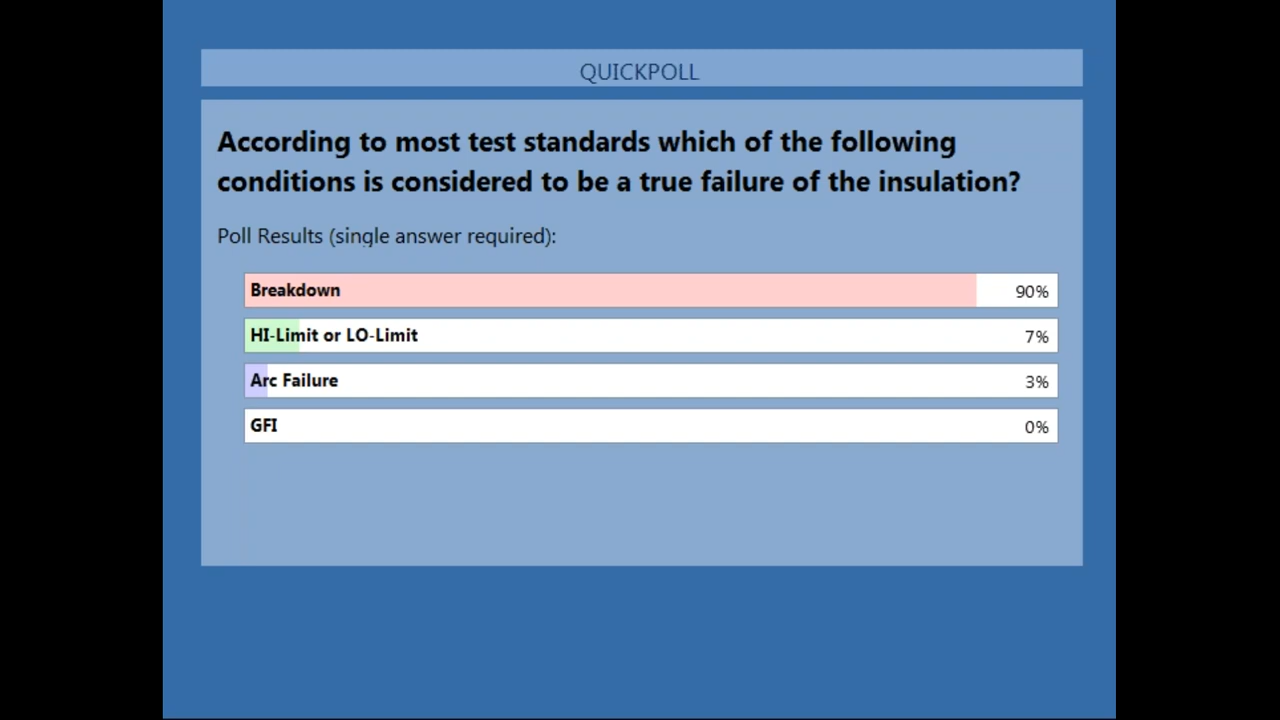 QUICKPOLL
According to most test standards which of the following
conditions is considered to be a true failure of the insulation?
Poll Results (single answer required):
Breakdown 90%
HI-Limit or LO-Limit 7%
Arc Failure 3%
GFI 0%